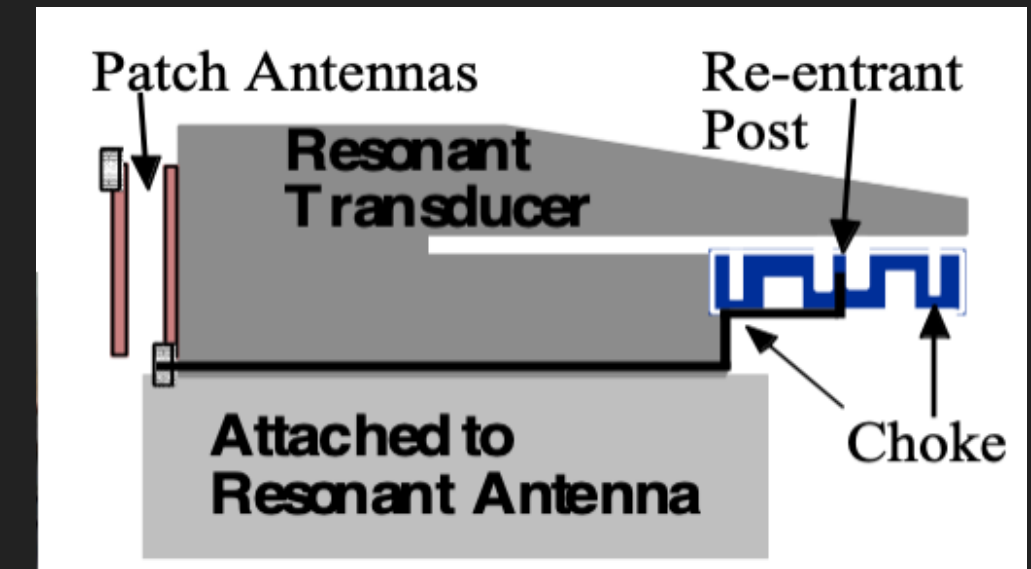 Patch Antennas
Re-entrant
Post
Resonant
Transducer
Choke
Attached to
Resonant Antenna